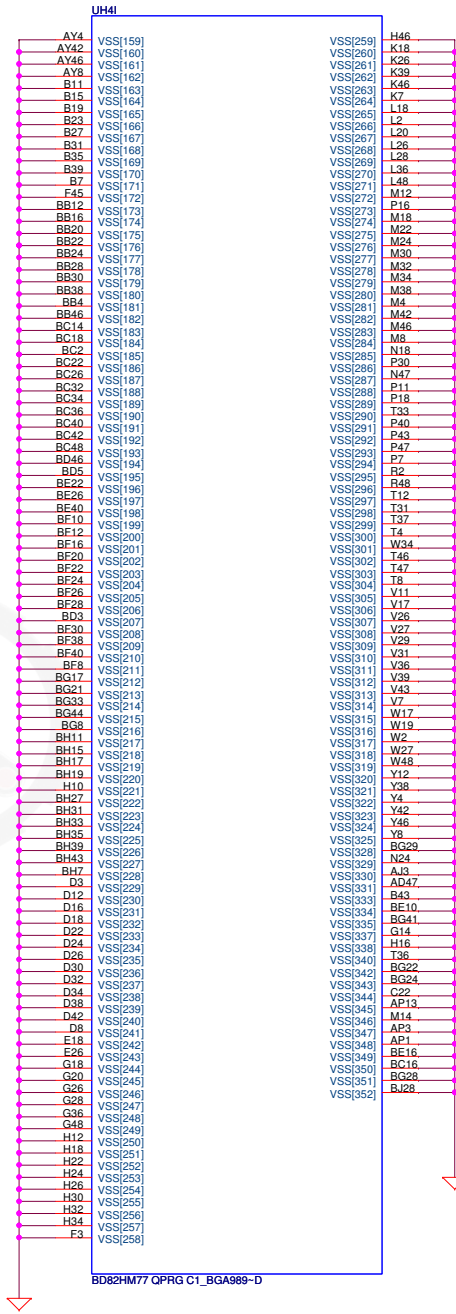 UH4I
AY4 VSS[159] VSS[259] H46
AY42 VSS[160] VSS[260] K18
AY46 VSS[161] VSS[261] K26
AY8 VSS[162] VSS[262] K39
B11 VSS[163] VSS[263] K46
B15 VSS[164] VSS[264] K7
B19 VSS[165] VSS[265] L18
B23 VSS[166] VSS[266] L2
B27 VSS[167] VSS[267] L20
B31 VSS[168] VSS[268] L26
B35 VSS[169] VSS[269] L28
B39 VSS[170] VSS[270] L36
B7 VSS[171] VSS[271] L48
F45 VSS[172] VSS[272] M12
BB12 VSS[173] VSS[273] P16
BB16 VSS[174] VSS[274] M18
BB20 VSS[175] VSS[275] M22
BB22 VSS[176] VSS[276] M24
BB24 VSS[177] VSS[277] M30
BB28 VSS[178] VSS[278] M32
BB30 VSS[179] VSS[279] M34
BB38 VSS[180] VSS[280] M38
BB4 VSS[181] VSS[281] M4
BB46 VSS[182] VSS[282] M42
BC14 VSS[183] VSS[283] M46
BC18 VSS[184] VSS[284] M8
BC2 VSS[185] VSS[285] N18
BC22 VSS[186] VSS[286] P30
BC26 VSS[187] VSS[287] N47
BC32 VSS[188] VSS[288] P11
BC34 VSS[189] VSS[289] P18
BC36 VSS[190] VSS[290] T33
BC40 VSS[191] VSS[291] P40
BC42 VSS[192] VSS[292] P43
BC48 VSS[193] VSS[293] P47
BD46 VSS[194] VSS[294] P7
BD5 VSS[195] VSS[295] R2
BE22 VSS[196] VSS[296] R48
BE26 VSS[197] VSS[297] T12
BE40 VSS[198] VSS[298] T31
BF10 VSS[199] VSS[299] T37
BF12 VSS[200] VSS[300] T4
BF16 VSS[201] VSS[301] W34
BF20 VSS[202] VSS[302] T46
BF22 VSS[203] VSS[303] T47
BF24 VSS[204] VSS[304] T8
BF26 VSS[205] VSS[305] V11
BF28 VSS[206] VSS[306] V17
BD3 VSS[207] VSS[307] V26
BF30 VSS[208] VSS[308] V27
BF38 VSS[209] VSS[309] V29
BF40 VSS[210] VSS[310] V31
BF8 VSS[211] VSS[311] V36
BG17 VSS[212] VSS[312] V39
BG21 VSS[213] VSS[313] V43
BG33 VSS[214] VSS[314] V7
BG44 VSS[215] VSS[315] W17
BG8 VSS[216] VSS[316] W19
BH11 VSS[217] VSS[317] W2
BH15 VSS[218] VSS[318] W27
BH17 VSS[219] VSS[319] W48
BH19 VSS[220] VSS[320] Y12
H10 VSS[221] VSS[321] Y38
BH27 VSS[222] VSS[322] Y4
BH31 VSS[223] VSS[323] Y42
BH33 VSS[224] VSS[324] Y46
BH35 VSS[225] VSS[325] Y8
BH39 VSS[226] VSS[328] BG29
BH43 VSS[227] VSS[329] N24
BH7 VSS[228] VSS[330] AJ3
D3 VSS[229] VSS[331] AD47
D12 VSS[230] VSS[333] B43
D16 VSS[231] VSS[334] BE10
D18 VSS[232] VSS[335] BG41
D22 VSS[233] VSS[337] G14
D24 VSS[234] VSS[338] H16
D26 VSS[235] VSS[340] T36
D30 VSS[236] VSS[342] BG22
D32 VSS[237] VSS[343] BG24
D34 VSS[238] VSS[344] C22
D38 VSS[239] VSS[345] AP13
D42 VSS[240] VSS[346] M14
D8 VSS[241] VSS[347] AP3
E18 VSS[242] VSS[348] AP1
E26 VSS[243] VSS[349] BE16
G18 VSS[244] VSS[350] BC16
G20 VSS[245] VSS[351] BG28
G26 VSS[246] VSS[352] BJ28
G28 VSS[247]
G36 VSS[248]
G48 VSS[249]
H12 VSS[250]
H18 VSS[251]
H22 VSS[252]
H24 VSS[253]
H26 VSS[254]
H30 VSS[255]
H32 VSS[256]
H34 VSS[257]
F3 VSS[258]
BD82HM77 QPRG C1_BGA989~D